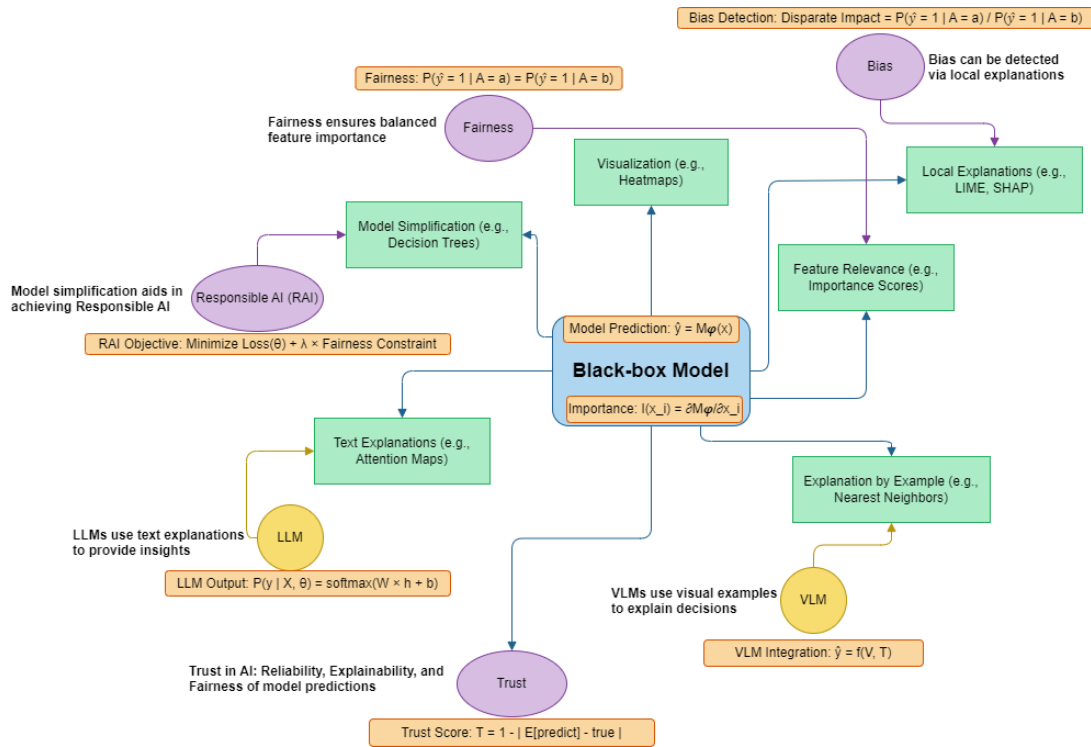 Bias Detection: Disparate Impact = P(ŷ = 1 | A = a) / P(ŷ = 1 | A = b)
Bias
Bias can be detected
via local explanations
Fairness: P(ŷ = 1 | A = a) = P(ŷ = 1 | A = b)
Fairness ensures balanced
feature importance
Fairness
Visualization (e.g.,
Heatmaps)
Local Explanations (e.g.,
LIME, SHAP)
Model Simplification (e.g.,
Decision Trees)
Feature Relevance (e.g.,
Importance Scores)
Model simplification aids in
achieving Responsible AI
Responsible AI (RAI)
RAI Objective: Minimize Loss(θ) + λ × Fairness Constraint
Model Prediction: ŷ = M𝝋(x)
Black-box Model
Importance: I(x_i) = ∂M𝝋/∂x_i
Text Explanations (e.g.,
Attention Maps)
Explanation by Example (e.g.,
Nearest Neighbors)
LLMs use text explanations
to provide insights
LLM
LLM Output: P(y | X, θ) = softmax(W × h + b)
VLMs use visual examples
to explain decisions
VLM
VLM Integration: ŷ = f(V, T)
Trust in AI: Reliability, Explainability, and
Fairness of model predictions
Trust
Trust Score: T = 1 - | E[predict] - true |